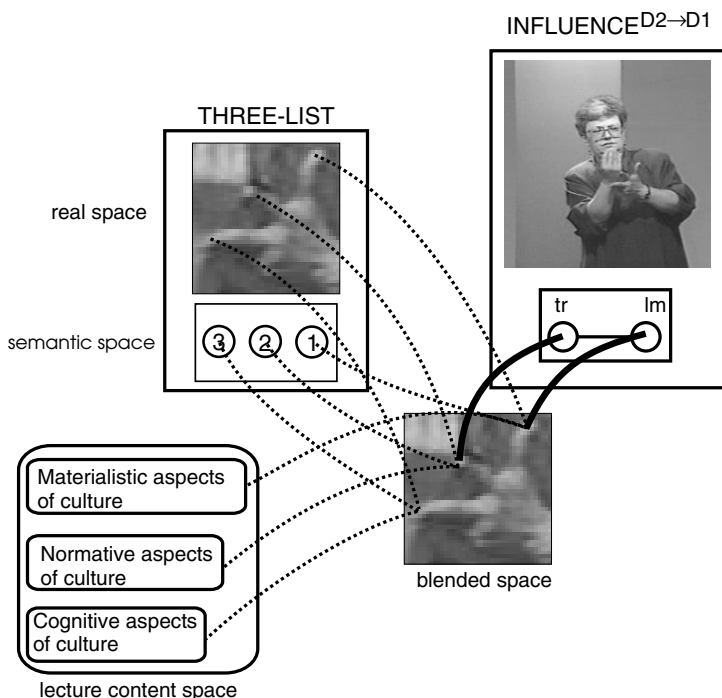 INFLUENCE D2→D1
THREE-LIST
real space
tr lm
semantic space
3 2 1
Materialistic aspects
of culture
Normative aspects
of culture
Cognitive aspects
of culture
blended space
lecture content space